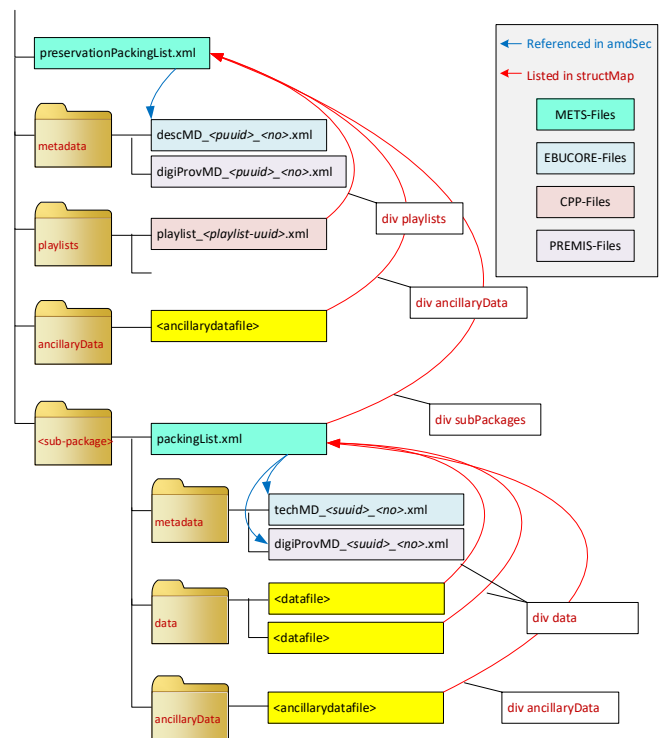 preservationPackingList.xml
Referenced in amdSec
Listed in structMap
METS-Files
EBUCORE-Files
CPP-Files
PREMIS-Files
metadata
descMD_<puuid>_<no>.xml
digiProvMD_<puuid>_<no>.xml
div playlists
playlists
playlist_<playlist-uuid>.xml
div ancillaryData
ancillaryData
<ancillarydatafile>
div subPackages
<sub-package>
packingList.xml
metadata
techMD_<suuid>_<no>.xml
digiProvMD_<suuid>_<no>.xml
data
<datafile>
<datafile>
div data
ancillaryData
<ancillarydatafile>
div ancillaryData